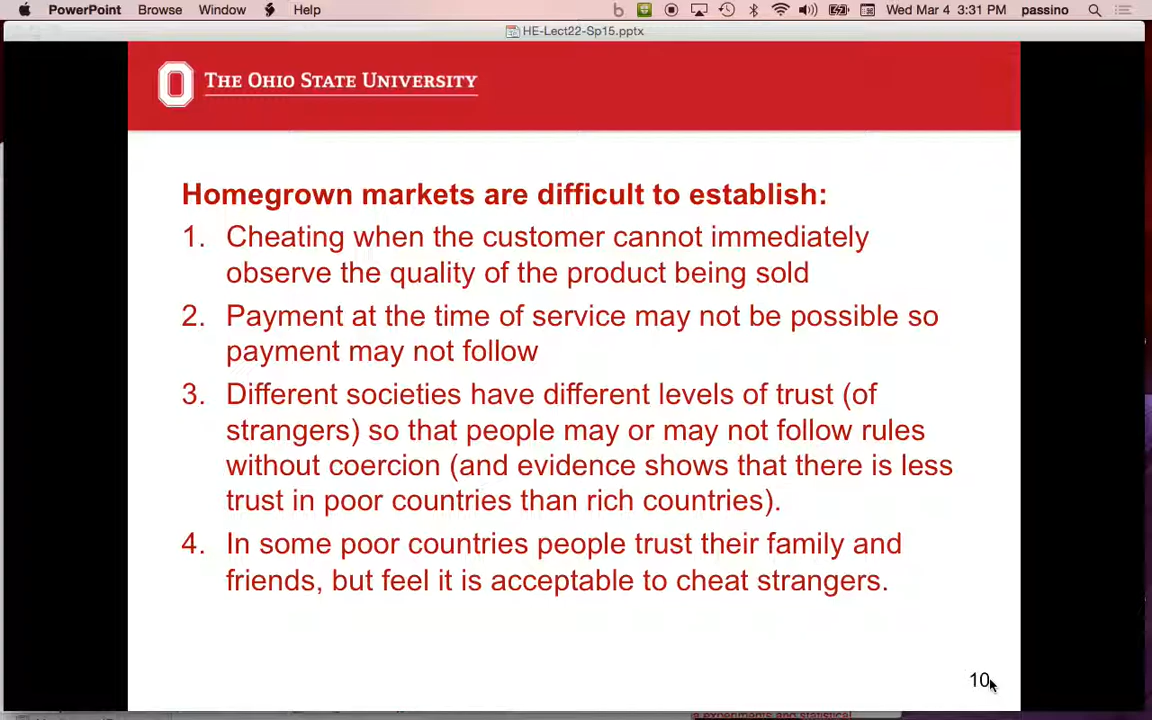 PowerPoint Browse Window Help Wed Mar 4 3:31 PM passino
HE-Lect22-Sp15.pptx
THE OHIO STATE UNIVERSITY
Homegrown markets are difficult to establish:
1. Cheating when the customer cannot immediately
observe the quality of the product being sold
2. Payment at the time of service may not be possible so
payment may not follow
3. Different societies have different levels of trust (of
strangers) so that people may or may not follow rules
without coercion (and evidence shows that there is less
trust in poor countries than rich countries).
4. In some poor countries people trust their family and
friends, but feel it is acceptable to cheat strangers.
10